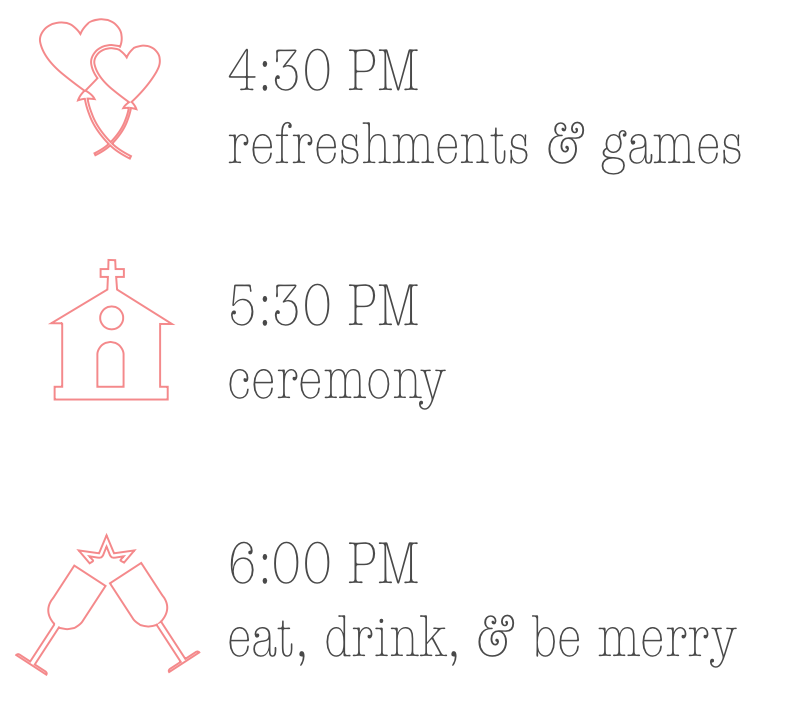 4:30 PM
refreshments & games
5:30 PM
ceremony
6:00 PM
eat, drink, & be merry